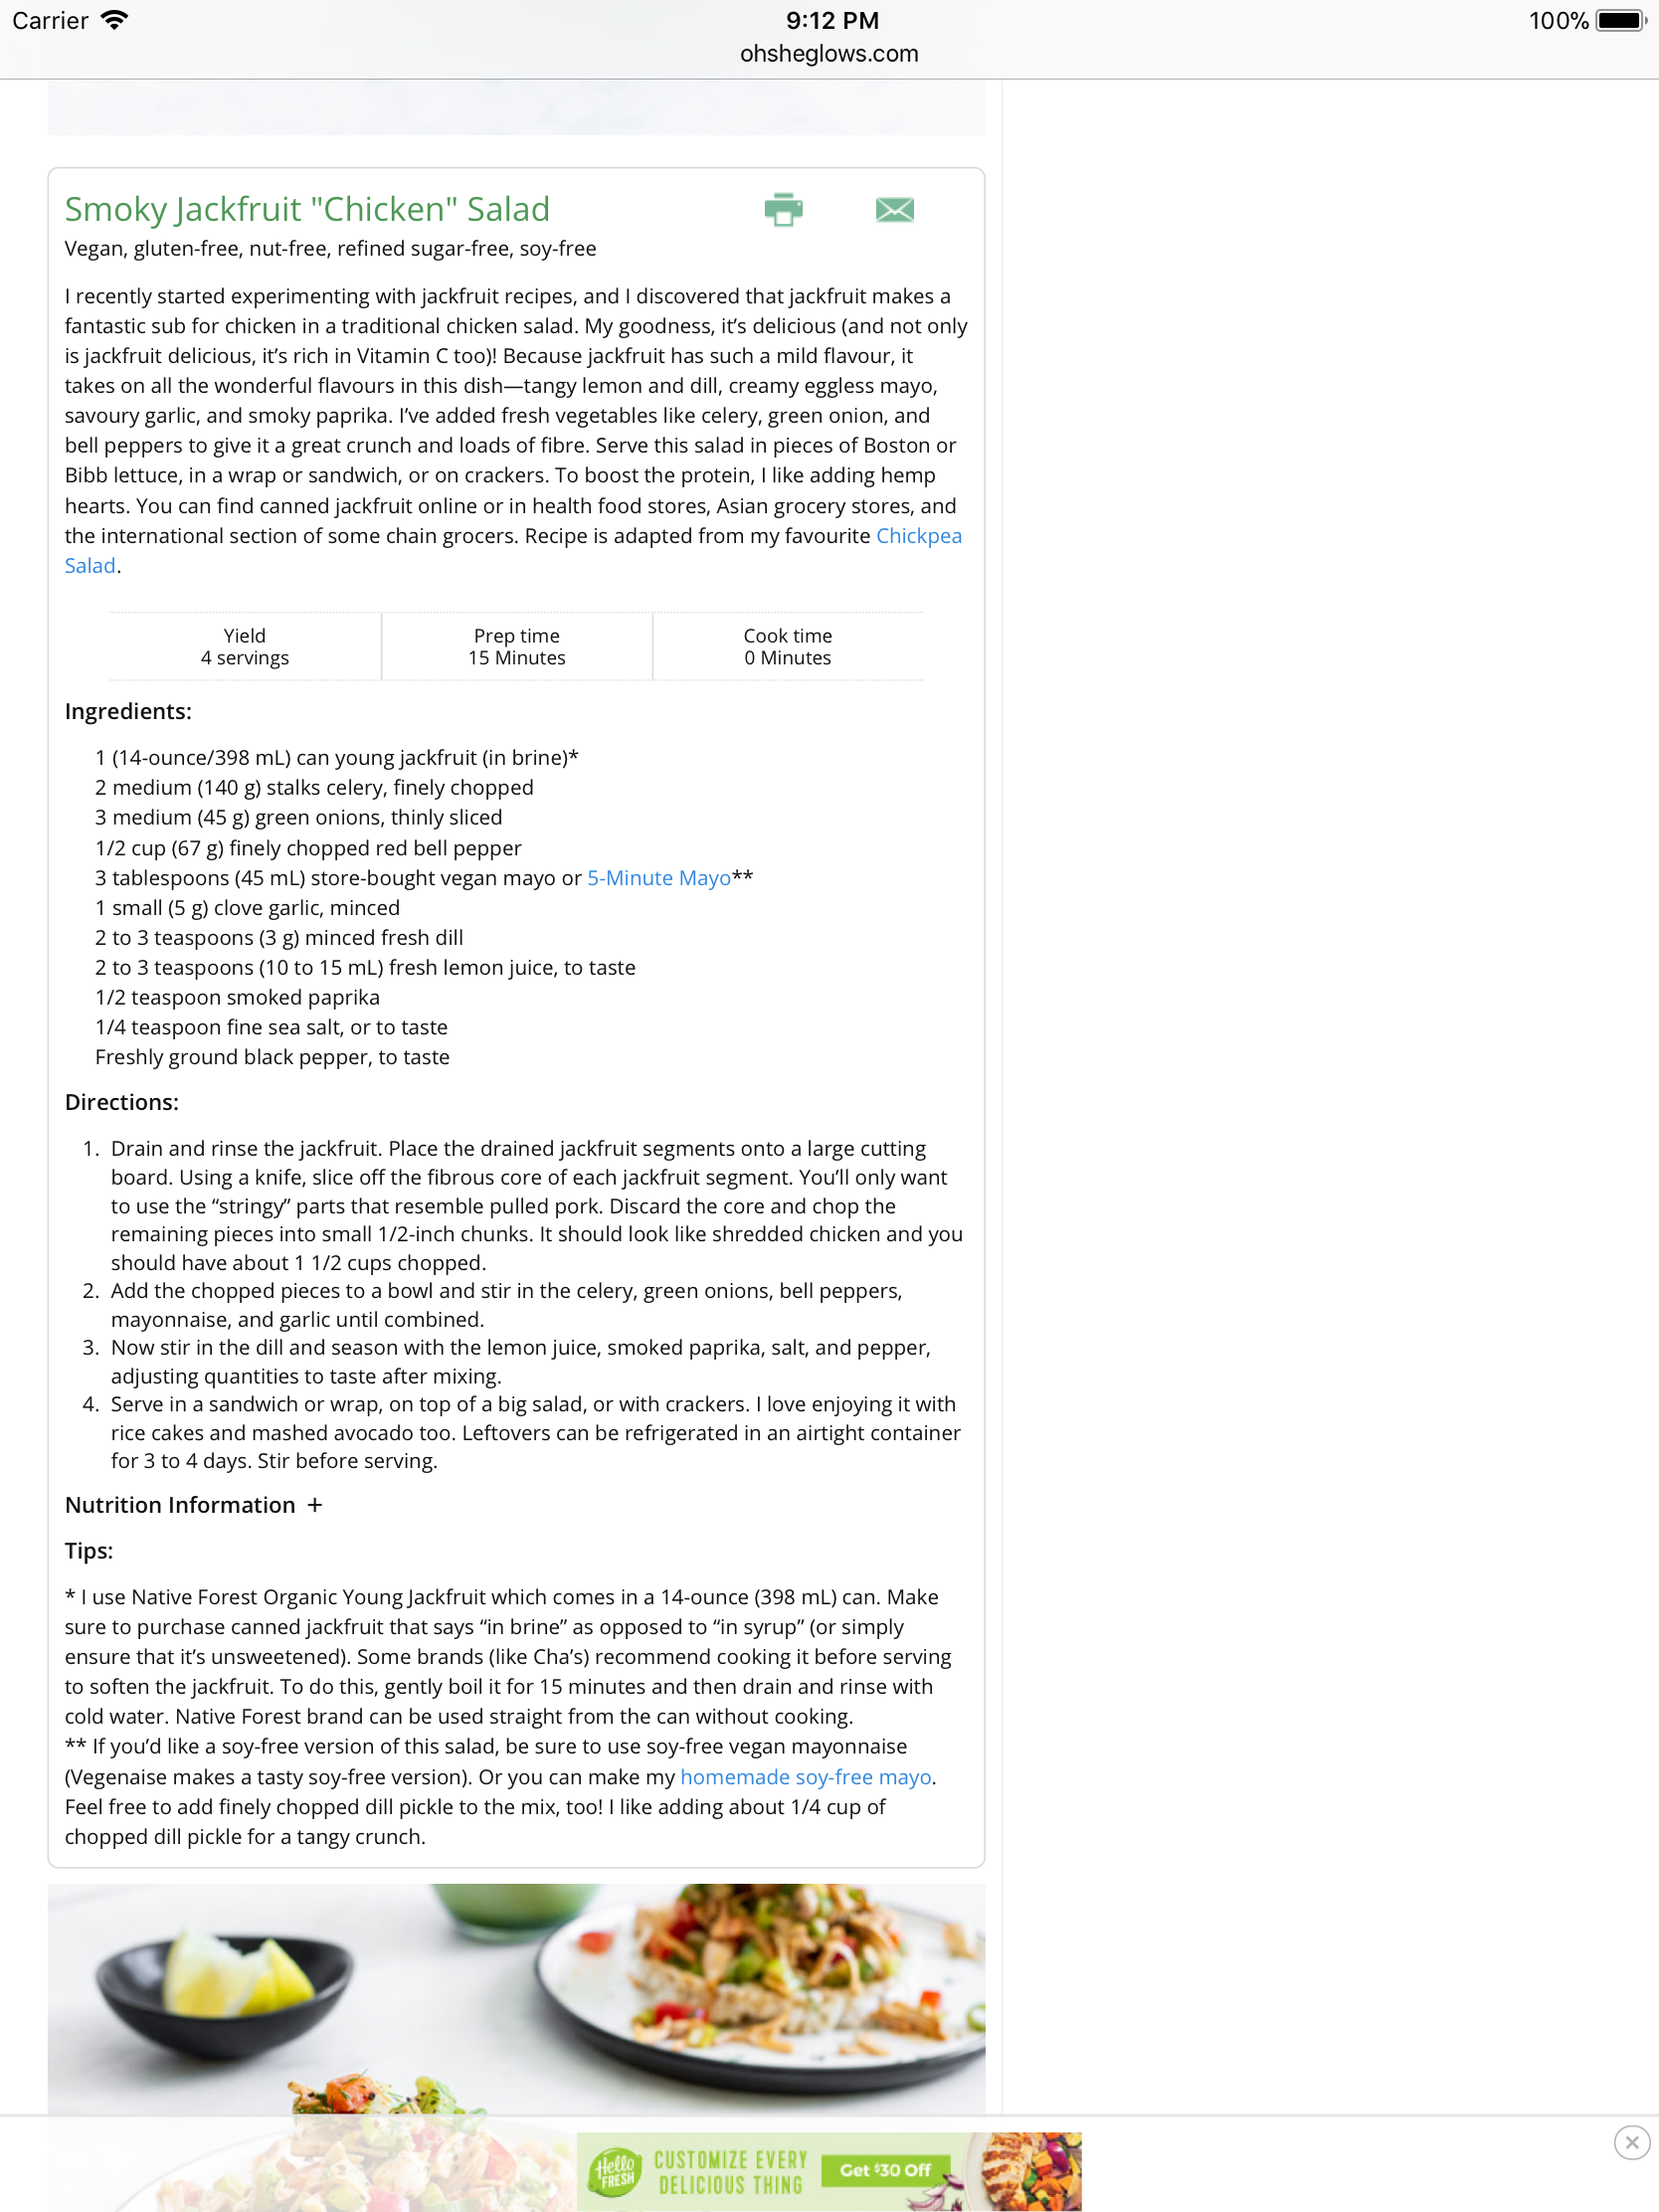 Carrier 9:12 PM 100%
ohsheglows.com
Smoky Jackfruit "Chicken" Salad
Vegan, gluten-free, nut-free, refined sugar-free, soy-free
I recently started experimenting with jackfruit recipes, and I discovered that jackfruit makes a
fantastic sub for chicken in a traditional chicken salad. My goodness, it’s delicious (and not only
is jackfruit delicious, it’s rich in Vitamin C too)! Because jackfruit has such a mild flavour, it
takes on all the wonderful flavours in this dish—tangy lemon and dill, creamy eggless mayo,
savoury garlic, and smoky paprika. I’ve added fresh vegetables like celery, green onion, and
bell peppers to give it a great crunch and loads of fibre. Serve this salad in pieces of Boston or
Bibb lettuce, in a wrap or sandwich, or on crackers. To boost the protein, I like adding hemp
hearts. You can find canned jackfruit online or in health food stores, Asian grocery stores, and
the international section of some chain grocers. Recipe is adapted from my favourite Chickpea
Salad.
Yield Prep time Cook time
4 servings 15 Minutes 0 Minutes
Ingredients:
1 (14-ounce/398 mL) can young jackfruit (in brine)*
2 medium (140 g) stalks celery, finely chopped
3 medium (45 g) green onions, thinly sliced
1/2 cup (67 g) finely chopped red bell pepper
3 tablespoons (45 mL) store-bought vegan mayo or 5-Minute Mayo**
1 small (5 g) clove garlic, minced
2 to 3 teaspoons (3 g) minced fresh dill
2 to 3 teaspoons (10 to 15 mL) fresh lemon juice, to taste
1/2 teaspoon smoked paprika
1/4 teaspoon fine sea salt, or to taste
Freshly ground black pepper, to taste
Directions:
1. Drain and rinse the jackfruit. Place the drained jackfruit segments onto a large cutting
board. Using a knife, slice off the fibrous core of each jackfruit segment. You’ll only want
to use the “stringy” parts that resemble pulled pork. Discard the core and chop the
remaining pieces into small 1/2-inch chunks. It should look like shredded chicken and you
should have about 1 1/2 cups chopped.
2. Add the chopped pieces to a bowl and stir in the celery, green onions, bell peppers,
mayonnaise, and garlic until combined.
3. Now stir in the dill and season with the lemon juice, smoked paprika, salt, and pepper,
adjusting quantities to taste after mixing.
4. Serve in a sandwich or wrap, on top of a big salad, or with crackers. I love enjoying it with
rice cakes and mashed avocado too. Leftovers can be refrigerated in an airtight container
for 3 to 4 days. Stir before serving.
Nutrition Information +
Tips:
* I use Native Forest Organic Young Jackfruit which comes in a 14-ounce (398 mL) can. Make
sure to purchase canned jackfruit that says “in brine” as opposed to “in syrup” (or simply
ensure that it’s unsweetened). Some brands (like Cha’s) recommend cooking it before serving
to soften the jackfruit. To do this, gently boil it for 15 minutes and then drain and rinse with
cold water. Native Forest brand can be used straight from the can without cooking.
** If you’d like a soy-free version of this salad, be sure to use soy-free vegan mayonnaise
(Vegenaise makes a tasty soy-free version). Or you can make my homemade soy-free mayo.
Feel free to add finely chopped dill pickle to the mix, too! I like adding about 1/4 cup of
chopped dill pickle for a tangy crunch.
Hello
FRESH
CUSTOMIZE EVERY
DELICIOUS THING
Get $30 Off